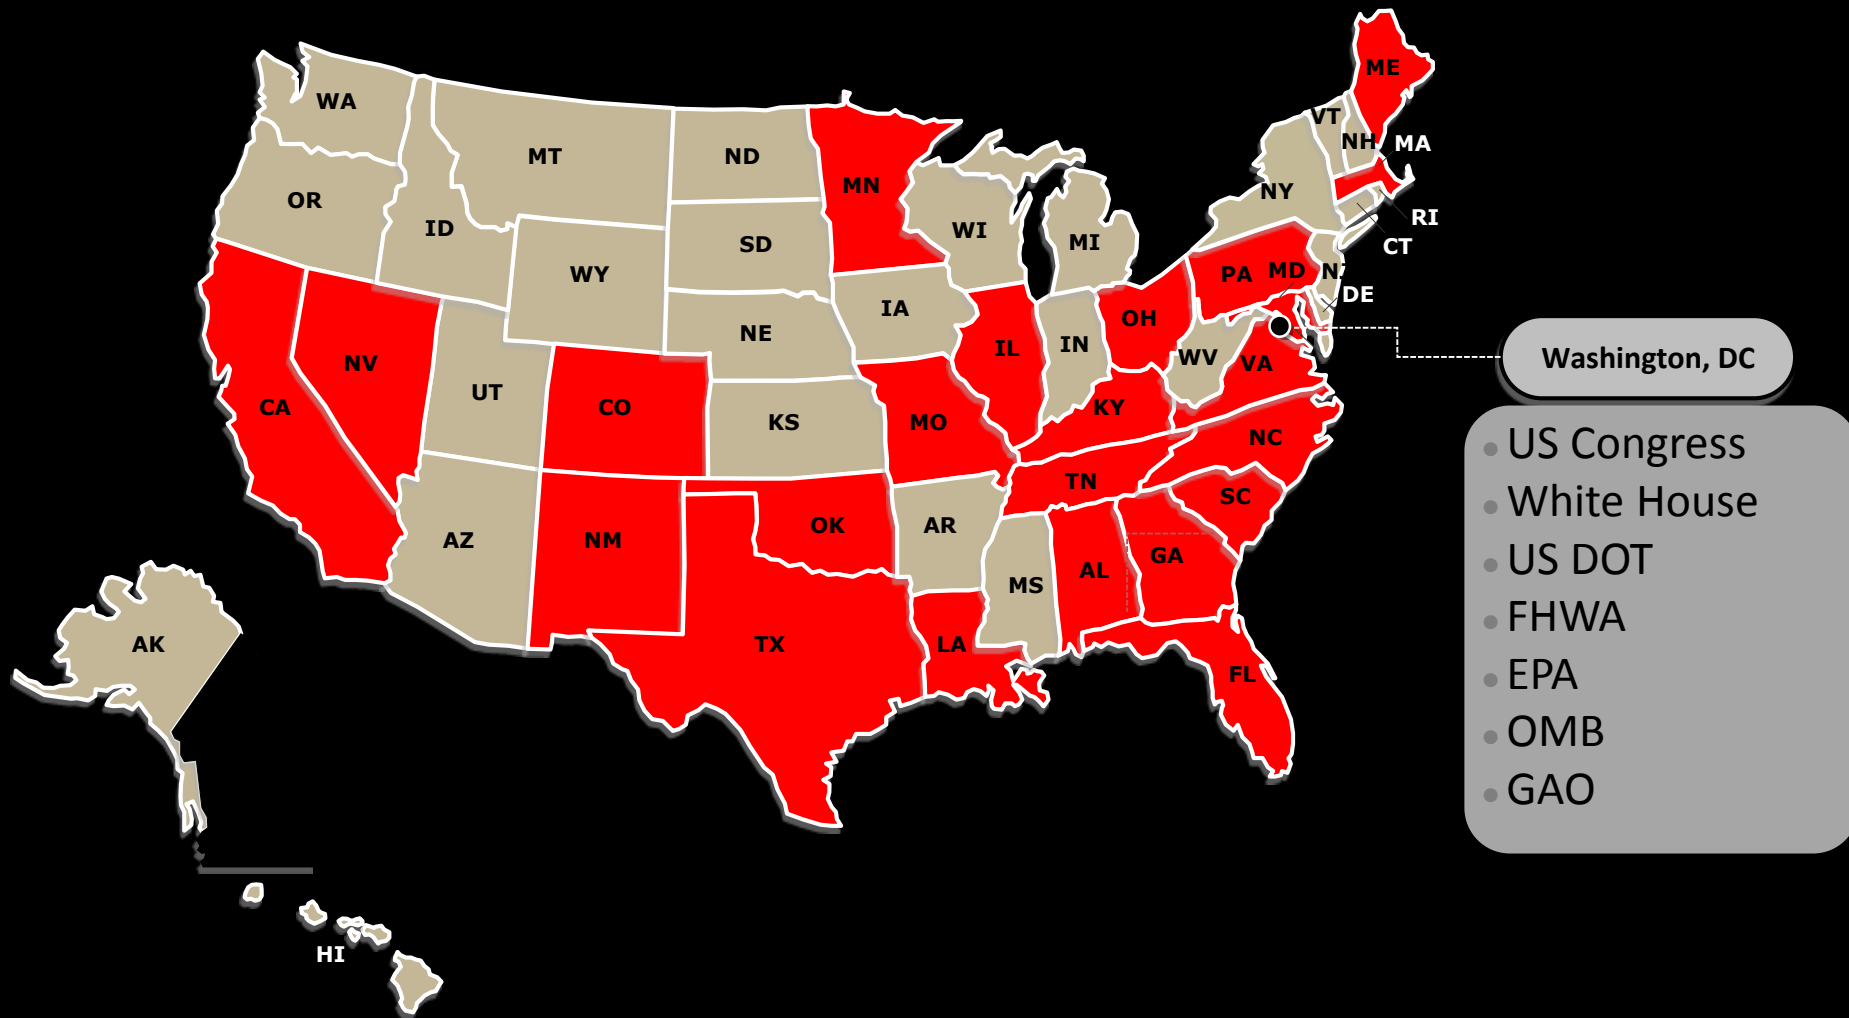 ME
WA
VT
NH
MA
MT
ND
MN
OR
NY
RI
ID
WI
SD
MI
CT
WY
PA
MD
NJ
DE
IA
OH
NE
IL
IN
WV
VA
NV
Washington, DC
UT
CA
CO
KS
MO
KY
NC
US Congress
TN
SC
White House
AZ
NM
OK
AR
GA
US DOT
AL
MS
FHWA
AK
TX
LA
FL
EPA
OMB
GAO
HI